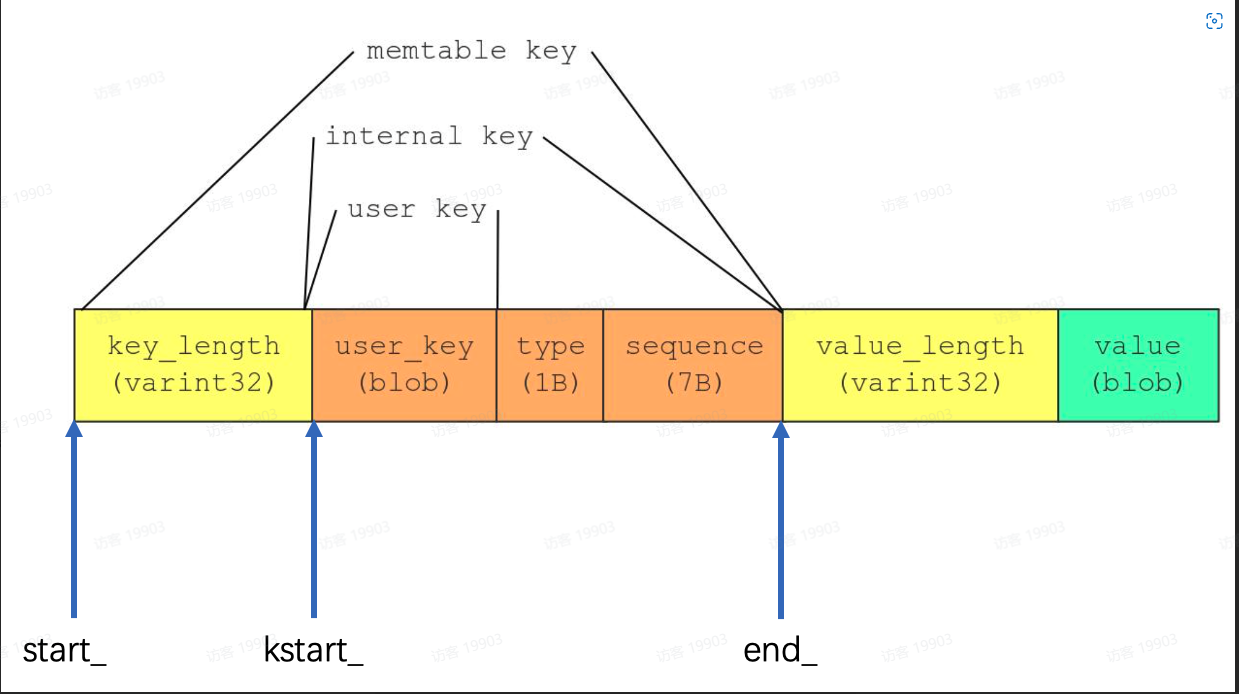 memtable key
internal key
user key
key_length user_key type sequence value_length value
(varint32) (blob) (1B) (7B) (varint32) (blob)
start_ kstart_ end_
访客 19903